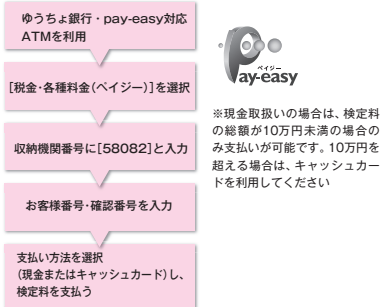 ゆうちょ銀行・pay-easy対応
ATMを利用
[税金・各種料金(ペイジー)]を選択
収納機関番号に[58082]と入力
お客様番号・確認番号を入力
支払い方法を選択
(現金またはキャッシュカード)し、
検定料を支払う
ペイジー
Pay-easy
※現金取扱いの場合は、検定料
の総額が10万円未満の場合の
み支払いが可能です。10万円を
超える場合は、キャッシュカー
ドを利用してください